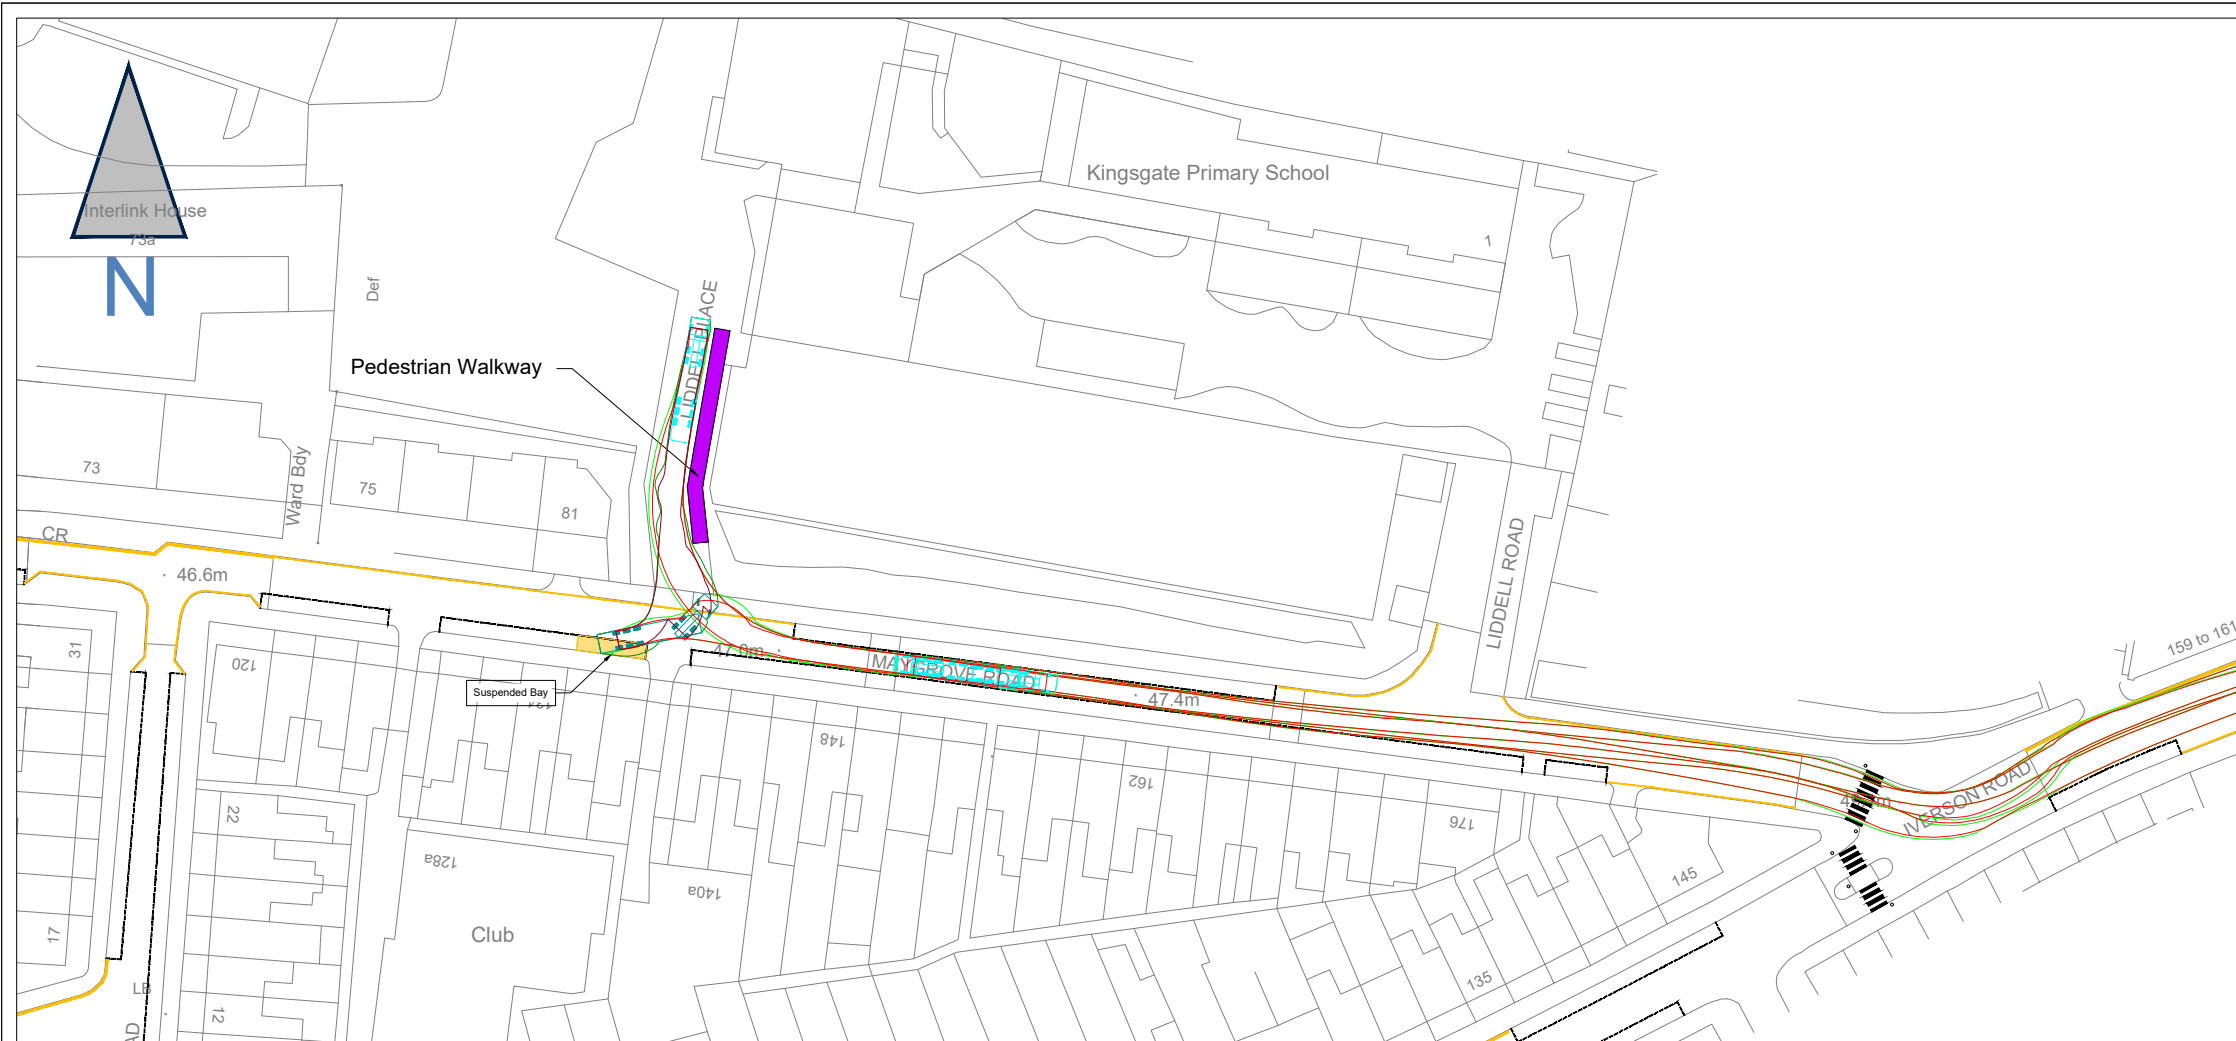 Kingsgate Primary School
1
Interlink House
73a
N
Def
LIDDELL PLACE
Pedestrian Walkway
73
Ward Bdy
75
81
CR
46.6m
LIDDELL ROAD
31
120
47.0m
MAYGROVE ROAD
47.4m
159 to 161
Suspended Bay
148
162
176
IVERSON ROAD
22
128a
140a
145
17
Club
135
LB
12